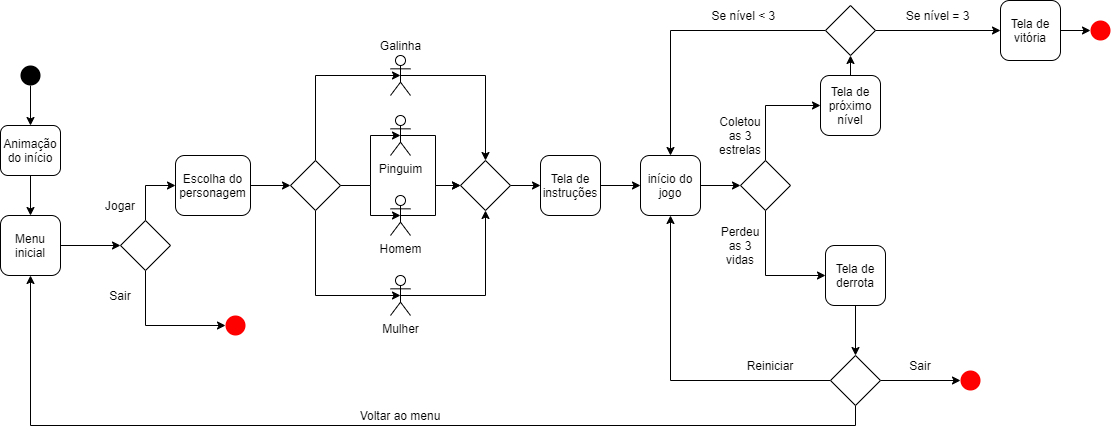 Animação
do início
Menu
inicial
Jogar
Sair
Escolha do
personagem
Galinha
Pinguim
Homem
Mulher
Tela de
instruções
início do
jogo
Coletou
as 3
estrelas
Perdeu
as 3
vidas
Tela de
próximo
nível
Se nível < 3
Se nível = 3
Tela de
vitória
Tela de
derrota
Reiniciar
Sair
Voltar ao menu